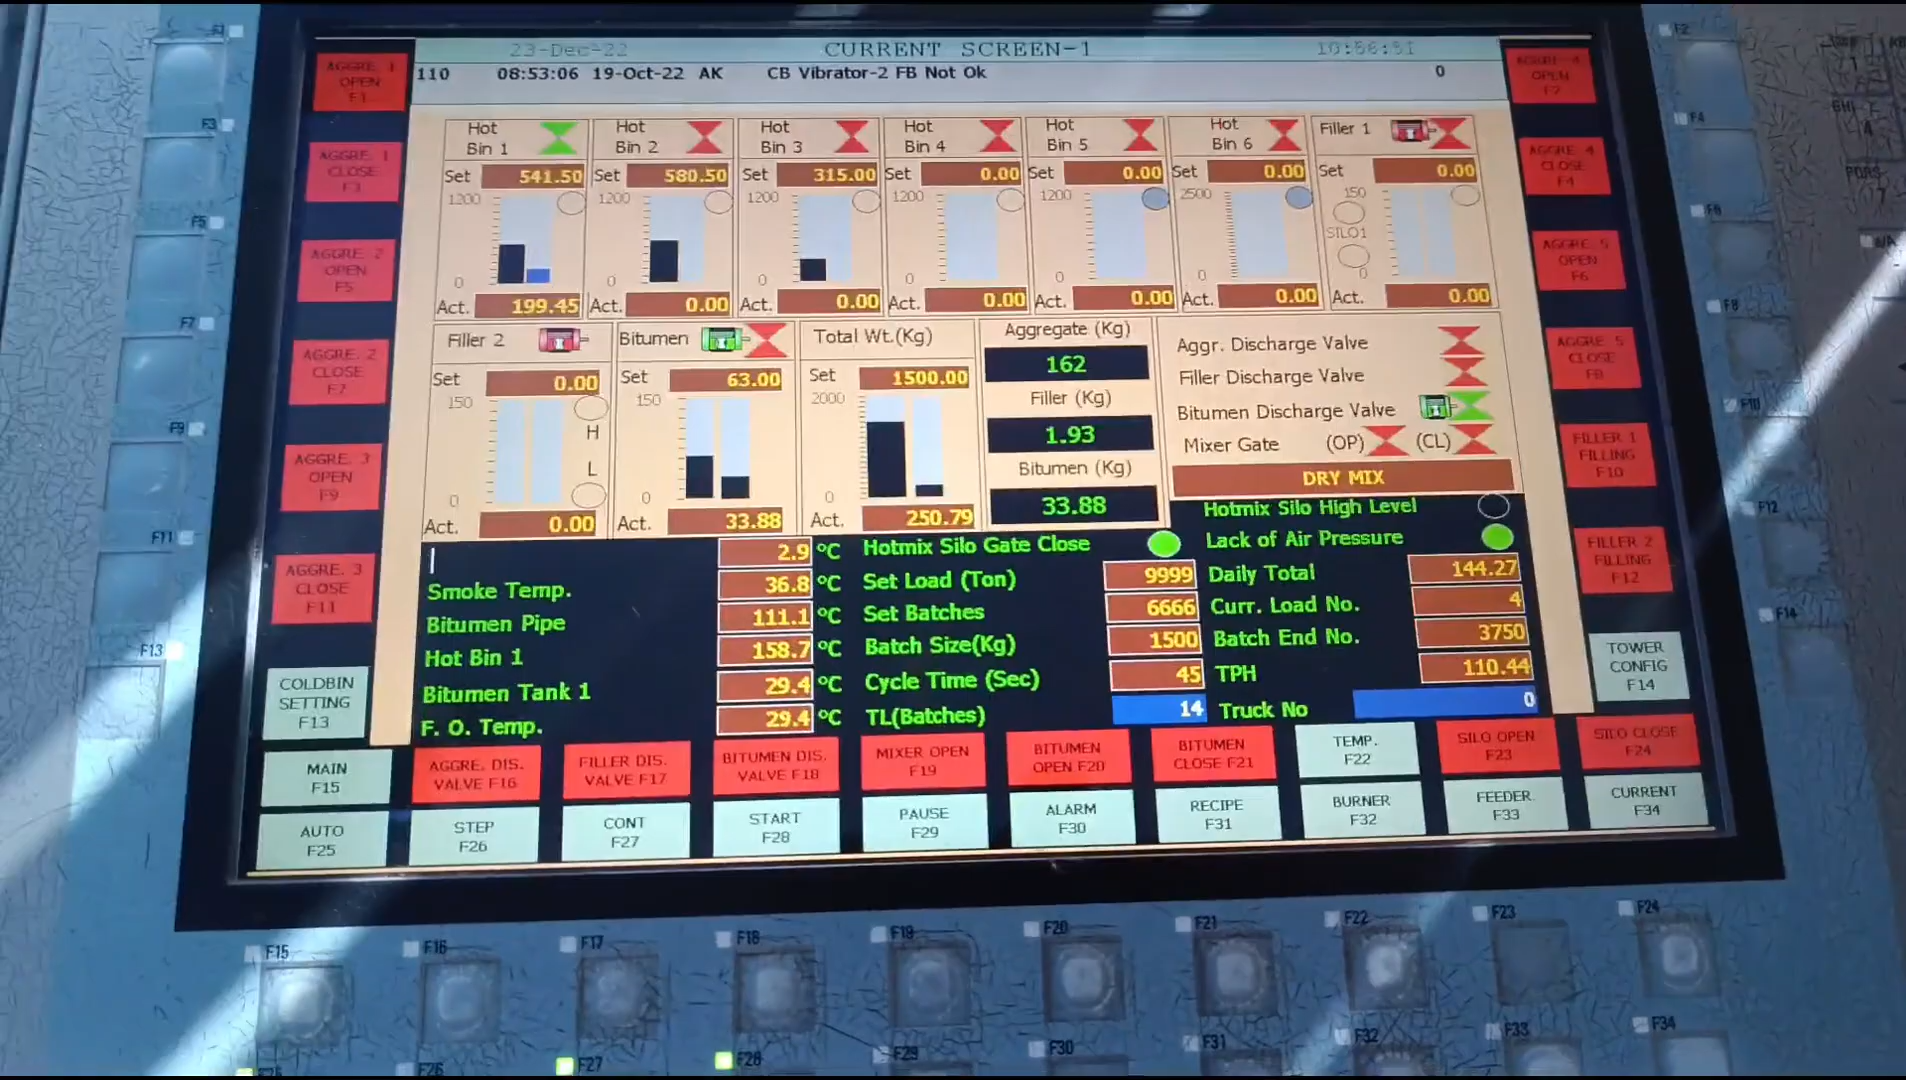 23-Dec-22 CURRENT SCREEN-1 10:56:51
110 08:53:06 19-Oct-22 AK CB Vibrator-2 FB Not Ok 0
AGGRE. 1 OPEN F1
AGGRE. 1 CLOSE F3
AGGRE. 2 OPEN F5
AGGRE. 2 CLOSE F7
AGGRE. 3 OPEN F9
AGGRE. 3 CLOSE F11
COLDBIN SETTING F13
AGGRE. 4 OPEN F2
AGGRE. 4 CLOSE F4
AGGRE. 5 OPEN F6
AGGRE. 5 CLOSE F8
FILLER 1 FILLING F10
FILLER 2 FILLING F12
TOWER CONFIG F14
Hot Bin 1 Hot Bin 2 Hot Bin 3 Hot Bin 4 Hot Bin 5 Hot Bin 6 Filler 1
Set 541.50 Set 580.50 Set 315.00 Set 0.00 Set 0.00 Set 0.00 Set 0.00
1200 1200 1200 1200 1200 2500 150
SILO1
0 0 0 0 0 0 0
Act. 199.45 Act. 0.00 Act. 0.00 Act. 0.00 Act. 0.00 Act. 0.00 Act. 0.00
Filler 2 Bitumen Total Wt.(Kg) Aggregate (Kg)
Set 0.00 Set 63.00 Set 1500.00 162
150 150 2000 Filler (Kg)
H
L
1.93
0 0 0 Bitumen (Kg)
Act. 0.00 Act. 33.88 Act. 250.79 33.88
Aggr. Discharge Valve
Filler Discharge Valve
Bitumen Discharge Valve
Mixer Gate (OP) (CL)
DRY MIX
2.9 °C Hotmix Silo Gate Close Hotmix Silo High Level
Smoke Temp. 36.8 °C Set Load (Ton) 9999 Lack of Air Pressure
Bitumen Pipe 111.1 °C Set Batches 6666 Daily Total 144.27
Hot Bin 1 158.7 °C Batch Size(Kg) 1500 Curr. Load No. 4
Bitumen Tank 1 29.4 °C Cycle Time (Sec) 45 Batch End No. 3750
F. O. Temp. 29.4 °C TL(Batches) 14 TPH 110.44
Truck No 0
MAIN F15
AGGRE. DIS. VALVE F16
FILLER DIS. VALVE F17
BITUMEN DIS. VALVE F18
MIXER OPEN F19
BITUMEN OPEN F20
BITUMEN CLOSE F21
TEMP. F22
SILO OPEN F23
SILO CLOSE F24
AUTO F25
STEP F26
CONT F27
START F28
PAUSE F29
ALARM F30
RECIPE F31
BURNER F32
FEEDER F33
CURRENT F34
F3
F5
F7
F9
F11
F13
F2
F4
F6
F8
F10
F12
F14
F15 F16 F17 F18 F19 F20 F21 F22 F23 F24
F26 F27 F28 F29 F30 F31 F32 F33 F34